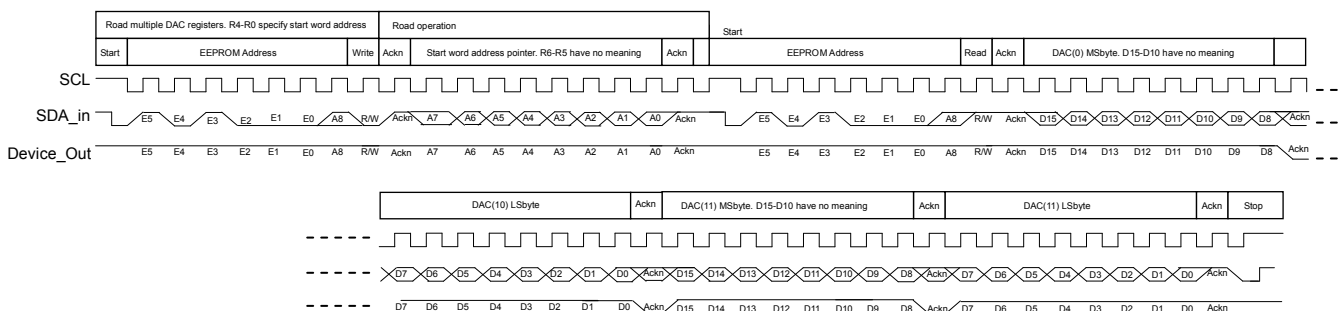 Road multiple DAC registers. R4-R0 specify start word address Road operation
Start
Start EEPROM Address Write Ackn Start word address pointer. R6-R5 have no meaning Ackn EEPROM Address Read Ackn DAC(0) MSbyte. D15-D10 have no meaning
SCL
SDA_in E5 E4 E3 E2 E1 E0 A8 R/W Ackn A7 A6 A5 A4 A3 A2 A1 A0 Ackn E5 E4 E3 E2 E1 E0 A8 R/W Ackn D15 D14 D13 D12 D11 D10 D9 D8 Ackn
Device_Out E5 E4 E3 E2 E1 E0 A8 R/W Ackn A7 A6 A5 A4 A3 A2 A1 A0 Ackn E5 E4 E3 E2 E1 E0 A8 R/W Ackn D15 D14 D13 D12 D11 D10 D9 D8 Ackn
DAC(10) LSbyte Ackn DAC(11) MSbyte. D15-D10 have no meaning Ackn DAC(11) LSbyte Ackn Stop
D7 D6 D5 D4 D3 D2 D1 D0 Ackn D15 D14 D13 D12 D11 D10 D9 D8 Ackn D7 D6 D5 D4 D3 D2 D1 D0 Ackn
D7 D6 D5 D4 D3 D2 D1 D0 Ackn D15 D14 D13 D12 D11 D10 D9 D8 Ackn D7 D6 D5 D4 D3 D2 D1 D0 Ackn